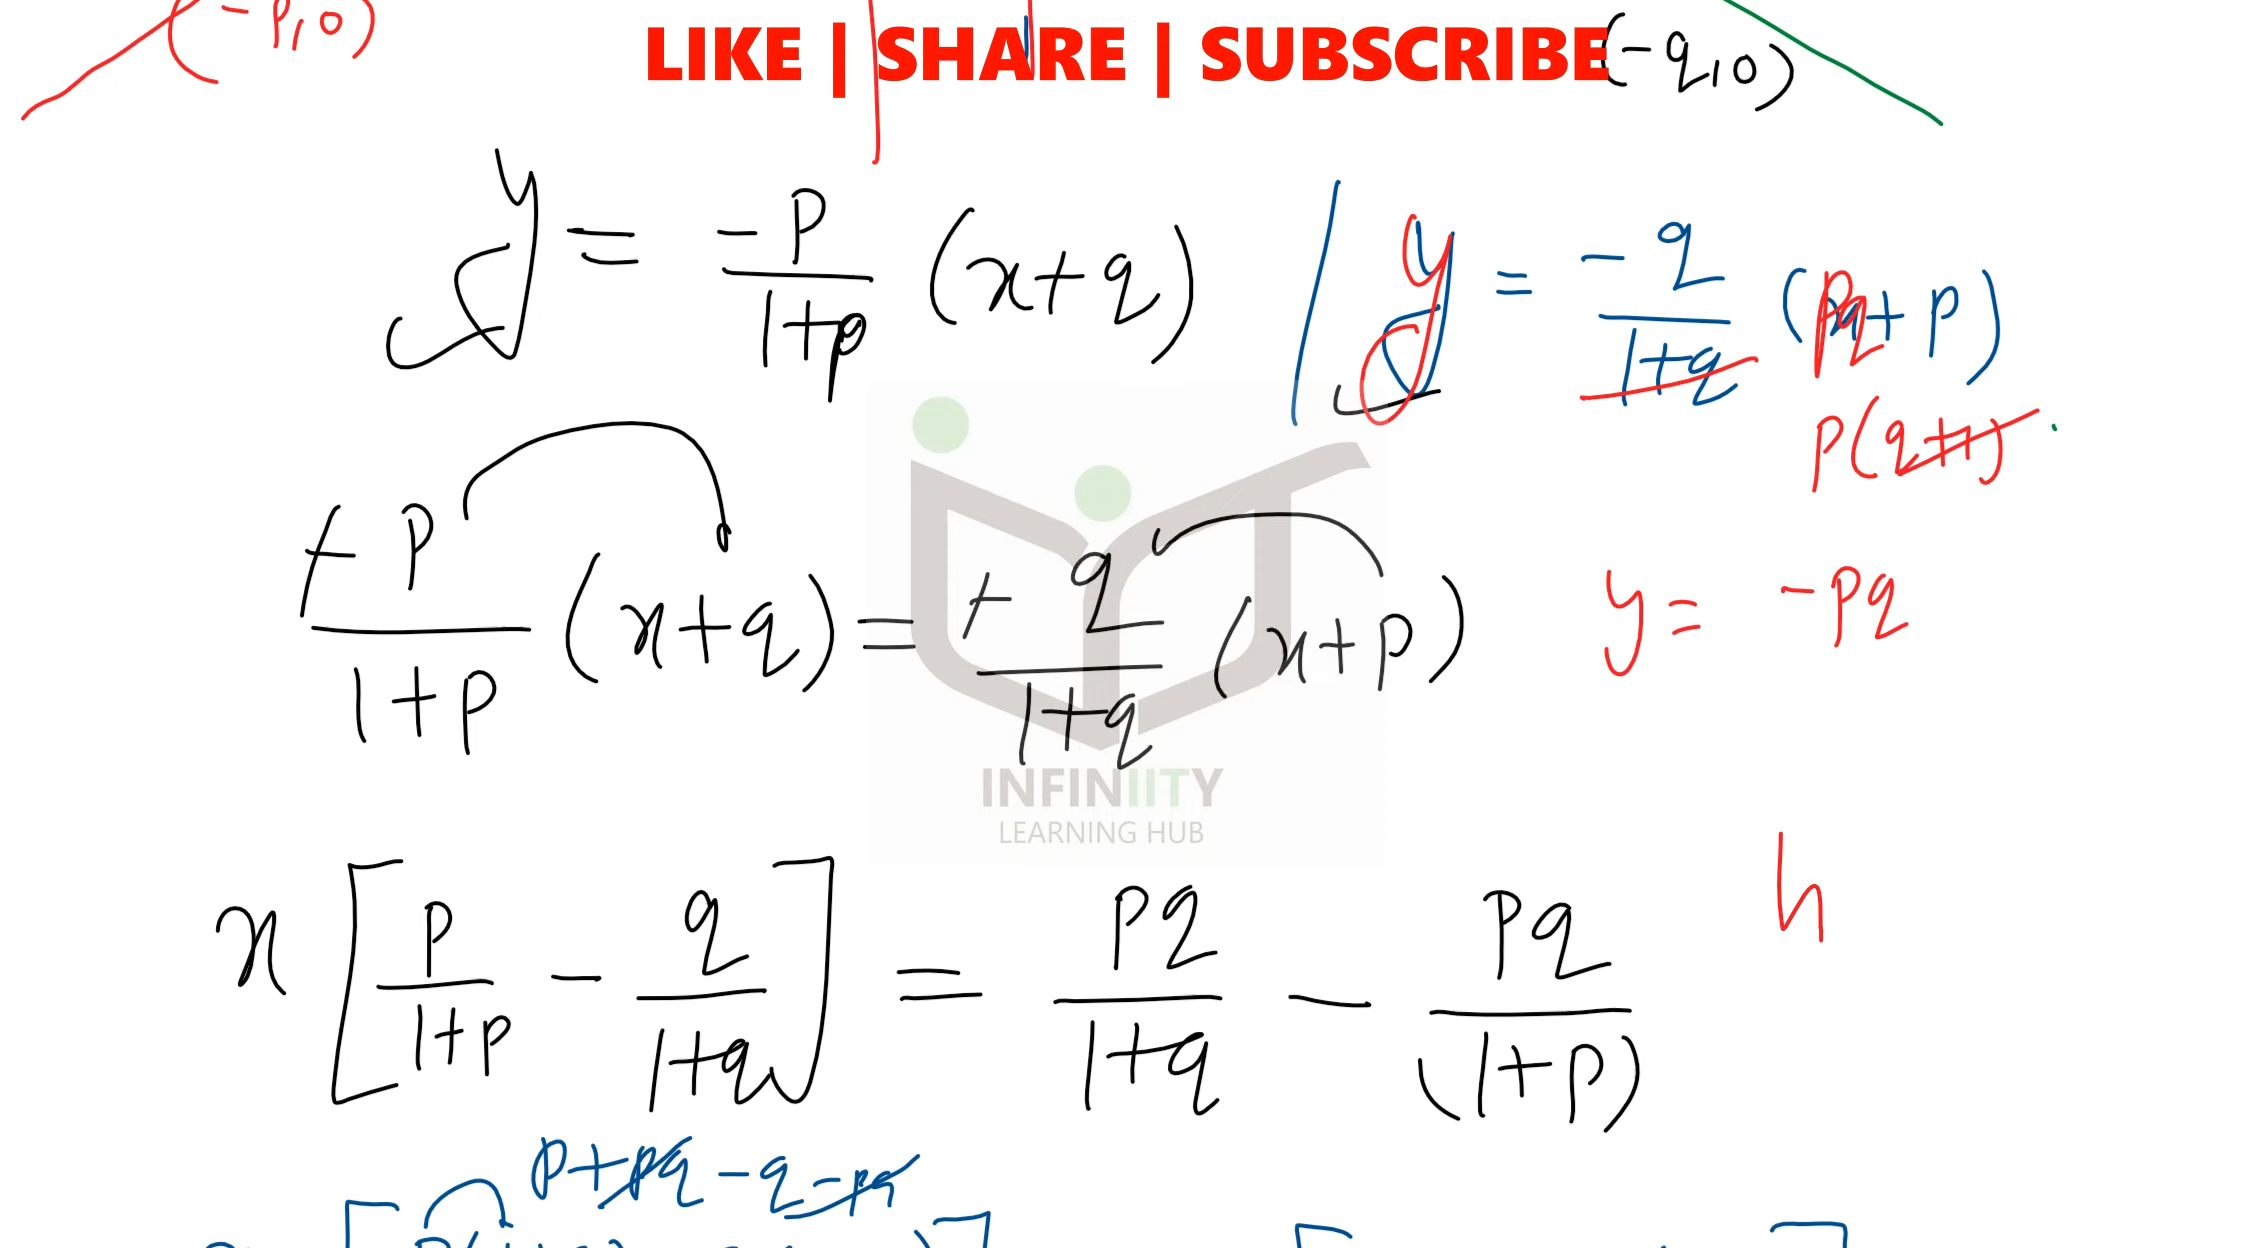 (-p,0)
LIKE | SHARE | SUBSCRIBE
(-q,0)
y = -p/(1+p) (x+q)
y = -q/(1+q) (pq+p)
p(q+1)
-p/(1+p) (x+q) = -q/(1+q) (x+p)
y = -pq
INFINIITY
LEARNING HUB
x [p/(1+p) - q/(1+q)] = pq/(1+q) - pq/(1+p)
h
p+pq-q-pq